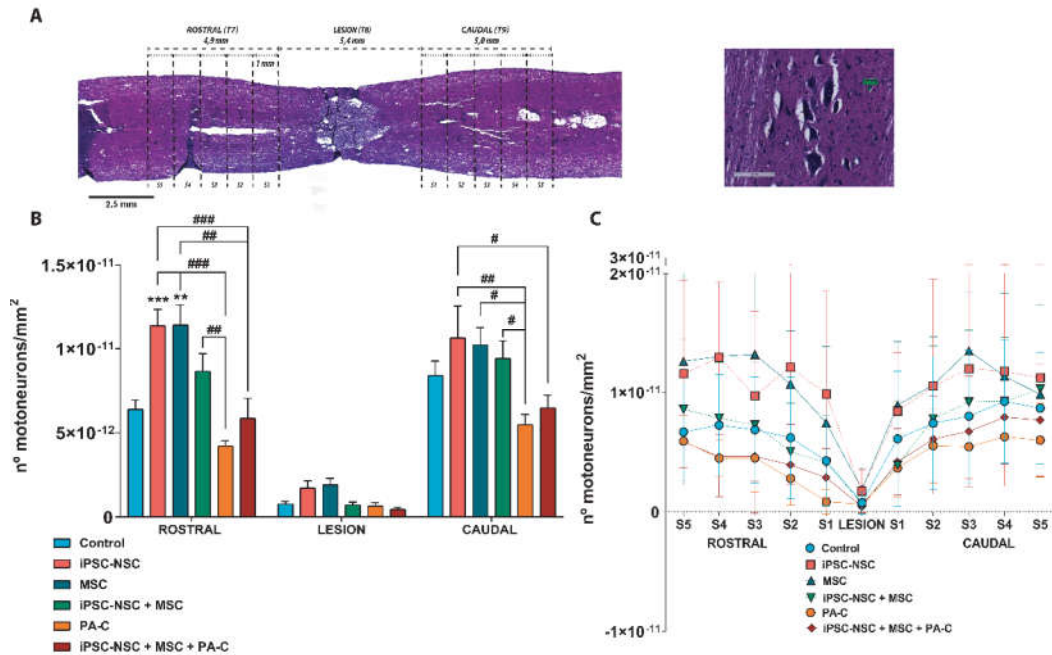 A
ROSTRAL (T7)
4,9 mm
LESION (T8)
5,4 mm
CAUDAL (T9)
5,0 mm
1 mm
S5 S4 S3 S2 S1
S1 S2 S3 S4 S5
2.5 mm
B
###
##
###
*** **
##
#
##
#
#
1.5×10⁻¹¹
1×10⁻¹¹
5×10⁻¹²
0
nº motoneurons/mm²
ROSTRAL LESION CAUDAL
Control
iPSC-NSC
MSC
iPSC-NSC + MSC
PA-C
iPSC-NSC + MSC + PA-C
C
3×10⁻¹¹
2×10⁻¹¹
1×10⁻¹¹
0
-1×10⁻¹¹
nº motoneurons/mm²
S5 S4 S3 S2 S1 LESION S1 S2 S3 S4 S5
ROSTRAL CAUDAL
Control
iPSC-NSC
MSC
iPSC-NSC + MSC
PA-C
iPSC-NSC + MSC + PA-C